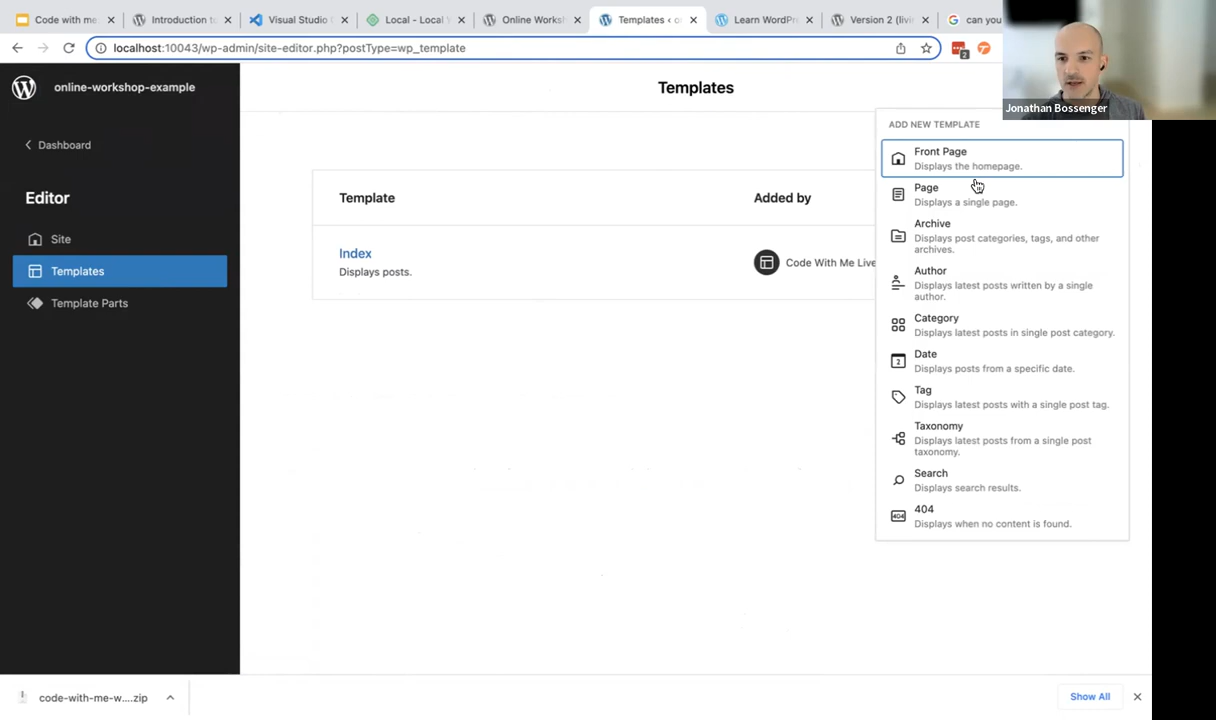 Code with me.
Introduction to
Visual Studio
Local - Local
Online Worksh
Templates ‹ o
Learn WordPr
Version 2 (livin
can you
localhost:10043/wp-admin/site-editor.php?postType=wp_template
2
Jonathan Bossenger
online-workshop-example
Templates
Dashboard
Editor
Site
Templates
Template Parts
Template
Added by
Index
Displays posts.
Code With Me Live
ADD NEW TEMPLATE
Front Page
Displays the homepage.
Page
Displays a single page.
Archive
Displays post categories, tags, and other
archives.
Author
Displays latest posts written by a single
author.
Category
Displays latest posts in single post category.
2
Date
Displays posts from a specific date.
Tag
Displays latest posts with a single post tag.
Taxonomy
Displays latest posts from a single post
taxonomy.
Search
Displays search results.
404
404
Displays when no content is found.
code-with-me-w....zip
Show All